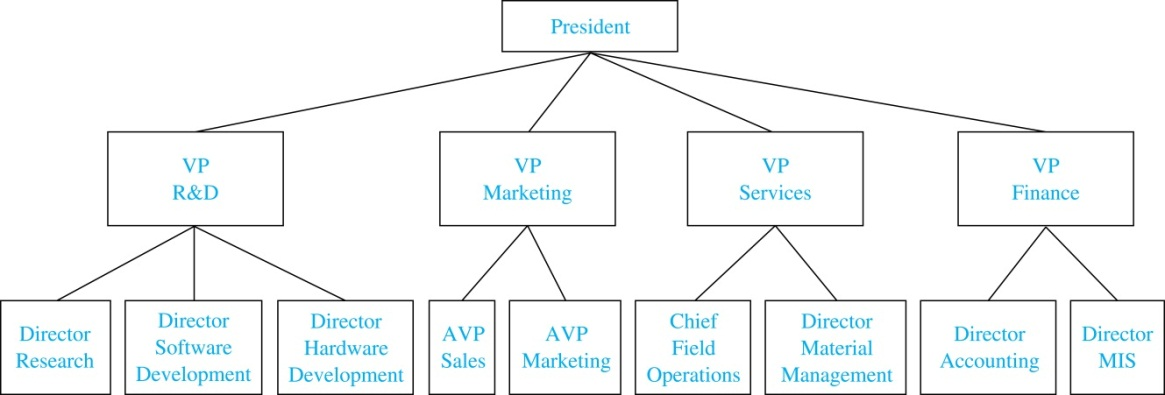 President
VP
R&D
VP
Marketing
VP
Services
VP
Finance
Director
Research
Director
Software
Development
Director
Hardware
Development
AVP
Sales
AVP
Marketing
Chief
Field
Operations
Director
Material
Management
Director
Accounting
Director
MIS